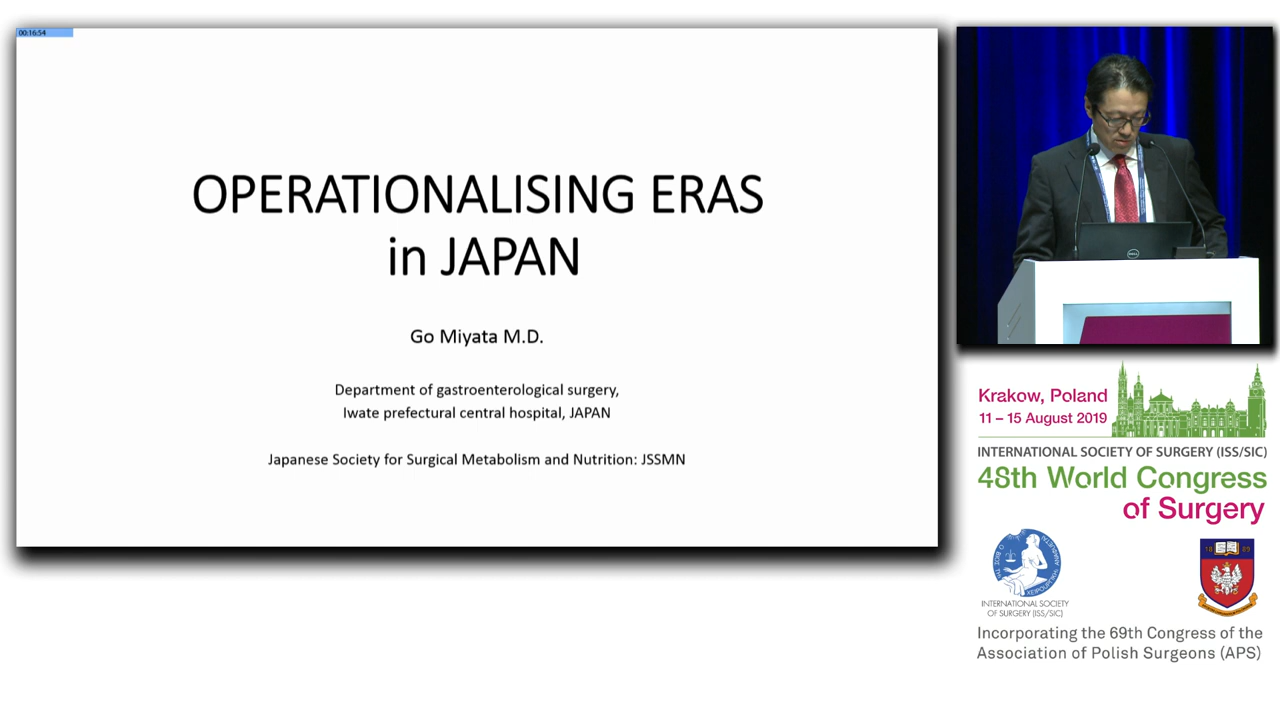 00:16:54
OPERATIONALISING ERAS
in JAPAN
Go Miyata M.D.
Department of gastroenterological surgery,
Iwate prefectural central hospital, JAPAN
Japanese Society for Surgical Metabolism and Nutrition: JSSMN
DELL
Krakow, Poland
11 – 15 August 2019
INTERNATIONAL SOCIETY OF SURGERY (ISS/SIC)
48th World Congress
of Surgery
INTERNATIONAL SOCIETY
OF SURGERY (ISS/SIC)
18 89
Incorporating the 69th Congress of the
Association of Polish Surgeons (APS)